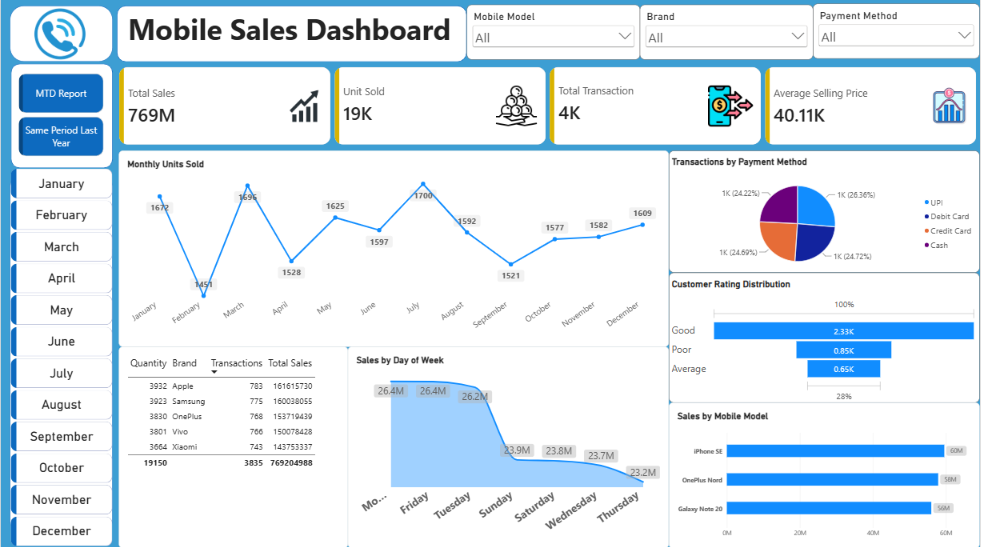 Mobile Sales Dashboard
Mobile Model
All
Brand
All
Payment Method
All
MTD Report
Same Period Last
Year
January
February
March
April
May
June
July
August
September
October
November
December
Total Sales
769M
Unit Sold
19K
Total Transaction
4K
Average Selling Price
40.11K
Monthly Units Sold
1672
1451
1696
1528
1625
1597
1700
1592
1521
1577
1582
1609
January
February
March
April
May
June
July
August
September
October
November
December
Transactions by Payment Method
1K (24.22%)
1K (26.36%)
1K (24.69%)
1K (24.72%)
UPI
Debit Card
Credit Card
Cash
Customer Rating Distribution
100%
Good 2.33K
Poor 0.85K
Average 0.65K
28%
Quantity Brand Transactions Total Sales
3932 Apple 783 161615730
3923 Samsung 775 160038055
3830 OnePlus 768 153719439
3801 Vivo 766 150078428
3664 Xiaomi 743 143753337
19150 3835 769204988
Sales by Day of Week
26.4M
26.4M
26.2M
23.9M
23.8M
23.7M
23.2M
Mo...
Friday
Tuesday
Sunday
Saturday
Wednesday
Thursday
Sales by Mobile Model
iPhone SE 60M
OnePlus Nord 58M
Galaxy Note 20 56M
0M 20M 40M 60M